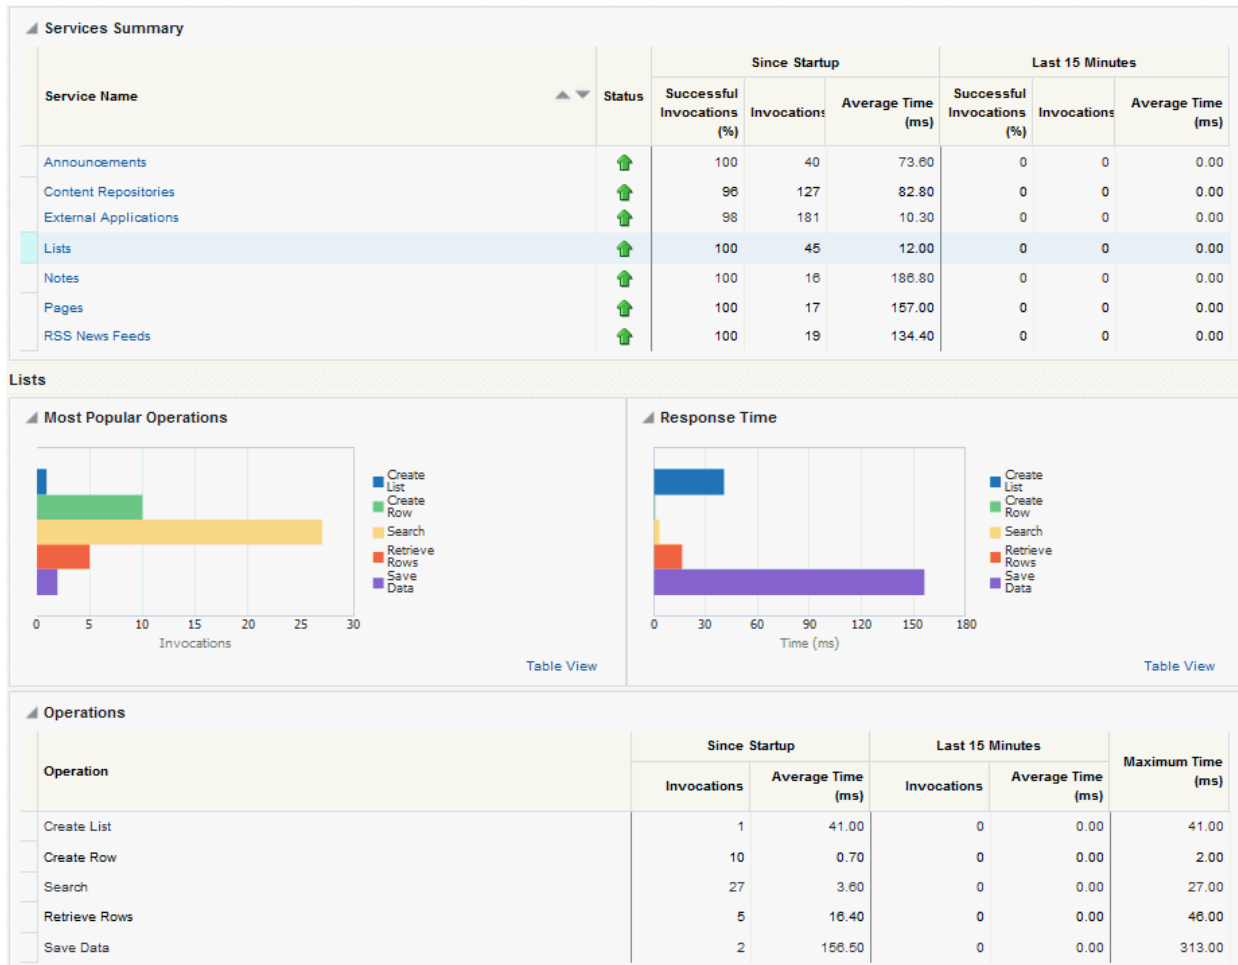 Services Summary
Since Startup Last 15 Minutes
Service Name Status Successful Invocations (%) Invocations Average Time (ms) Successful Invocations (%) Invocations Average Time (ms)
Announcements 100 40 73.60 0 0 0.00
Content Repositories 96 127 82.80 0 0 0.00
External Applications 98 181 10.30 0 0 0.00
Lists 100 45 12.00 0 0 0.00
Notes 100 16 186.80 0 0 0.00
Pages 100 17 157.00 0 0 0.00
RSS News Feeds 100 19 134.40 0 0 0.00
Lists
Most Popular Operations
Create
List
Create
Row
Search
Retrieve
Rows
Save
Data
0 5 10 15 20 25 30
Invocations
Table View
Response Time
Create
List
Create
Row
Search
Retrieve
Rows
Save
Data
0 30 60 90 120 150 180
Time (ms)
Table View
Operations
Since Startup Last 15 Minutes
Operation Invocations Average Time (ms) Invocations Average Time (ms) Maximum Time (ms)
Create List 1 41.00 0 0.00 41.00
Create Row 10 0.70 0 0.00 2.00
Search 27 3.60 0 0.00 27.00
Retrieve Rows 5 16.40 0 0.00 46.00
Save Data 2 156.50 0 0.00 313.00